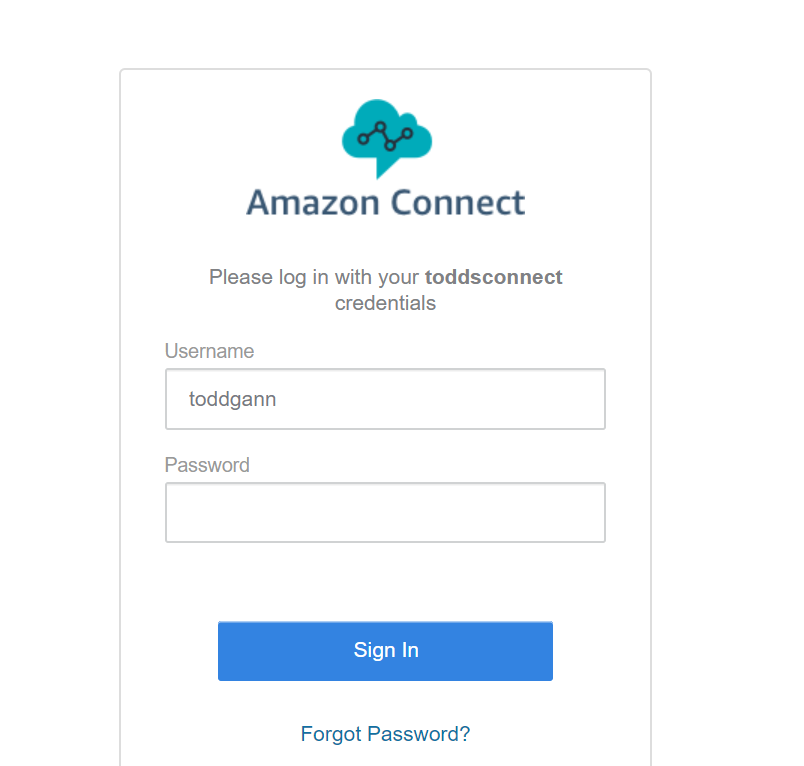 Amazon Connect
Please log in with your toddsconnect
credentials
Username
toddgann
Password
Sign In
Forgot Password?